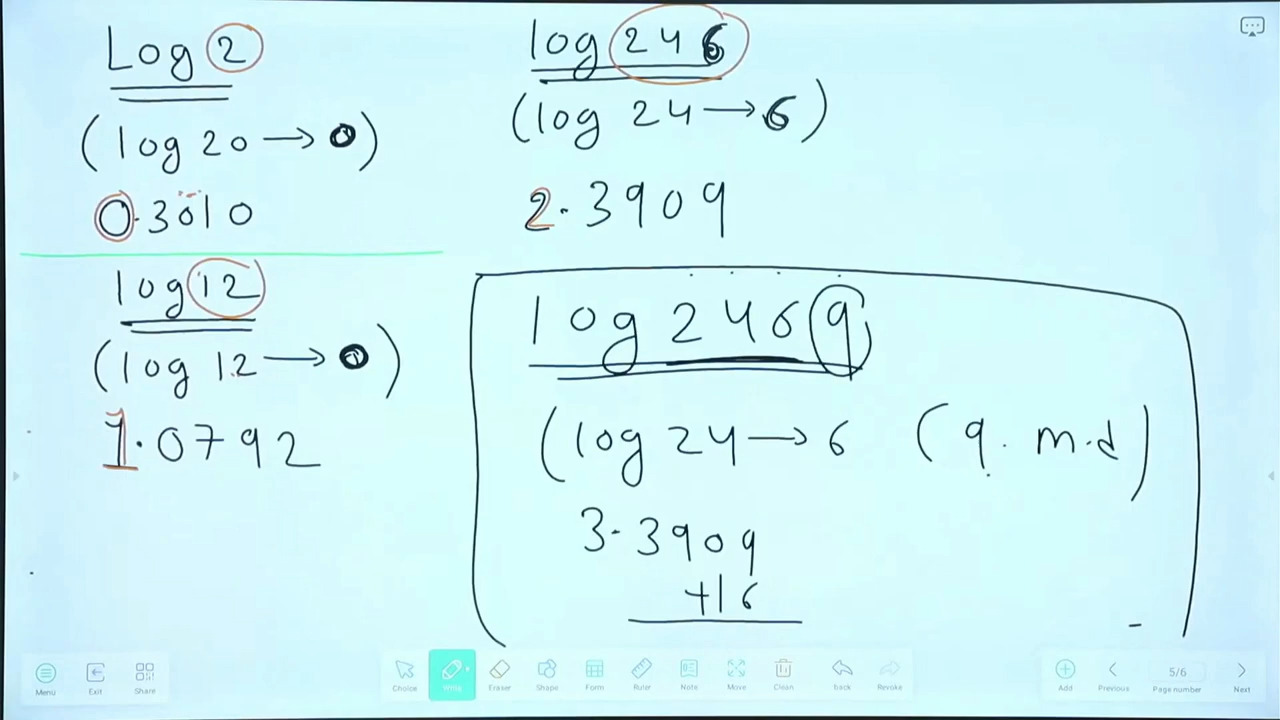 Log 2
(log 20 → 0)
0.3010
log 12
(log 12 → 0)
1.0792
log 246
(log 24 → 6)
2.3909
log 2469
(log 24 → 6 (9. m.d)
3.3909
+16
Menu
Exit
Share
Choice
Write
Eraser
Shape
Form
Ruler
Note
Move
Clean
back
Revoke
Add
Previous
5/6
Page number
Next